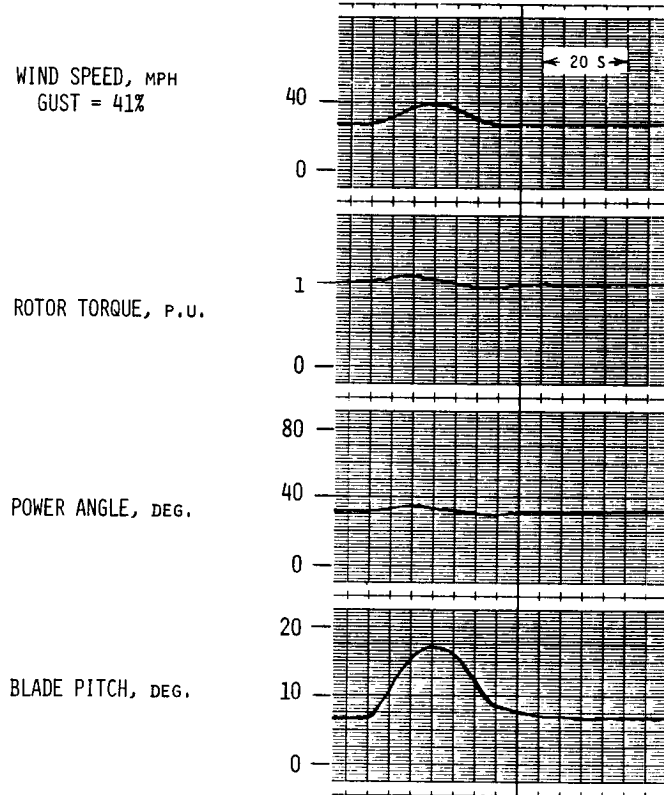 WIND SPEED, MPH
GUST = 41%
20 S
40
0
ROTOR TORQUE, P.U.
1
0
POWER ANGLE, DEG.
80
40
0
BLADE PITCH, DEG.
20
10
0